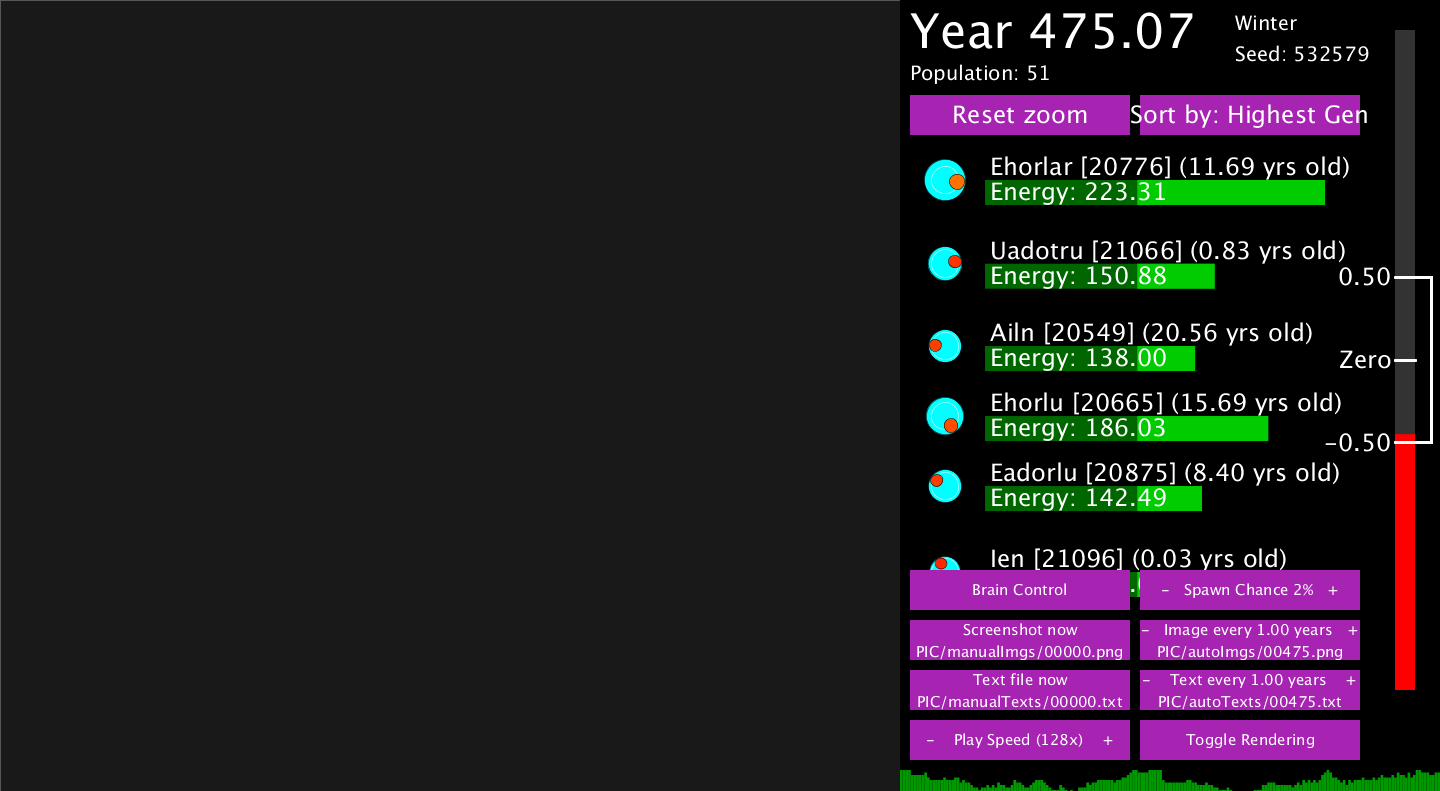 Year 475.07
Winter
Seed: 532579
Population: 51
Reset zoom
Sort by: Highest Gen
Ehorlar [20776] (11.69 yrs old)
Energy: 223.31
Uadotru [21066] (0.83 yrs old)
Energy: 150.88
0.50
Ailn [20549] (20.56 yrs old)
Energy: 138.00
Zero
Ehorlu [20665] (15.69 yrs old)
Energy: 186.03
-0.50
Eadorlu [20875] (8.40 yrs old)
Energy: 142.49
Ien [21096] (0.03 yrs old)
Brain Control
- Spawn Chance 2% +
Screenshot now
PIC/manualImgs/00000.png
- Image every 1.00 years +
PIC/autoImgs/00475.png
Text file now
PIC/manualTexts/00000.txt
- Text every 1.00 years +
PIC/autoTexts/00475.txt
- Play Speed (128x) +
Toggle Rendering